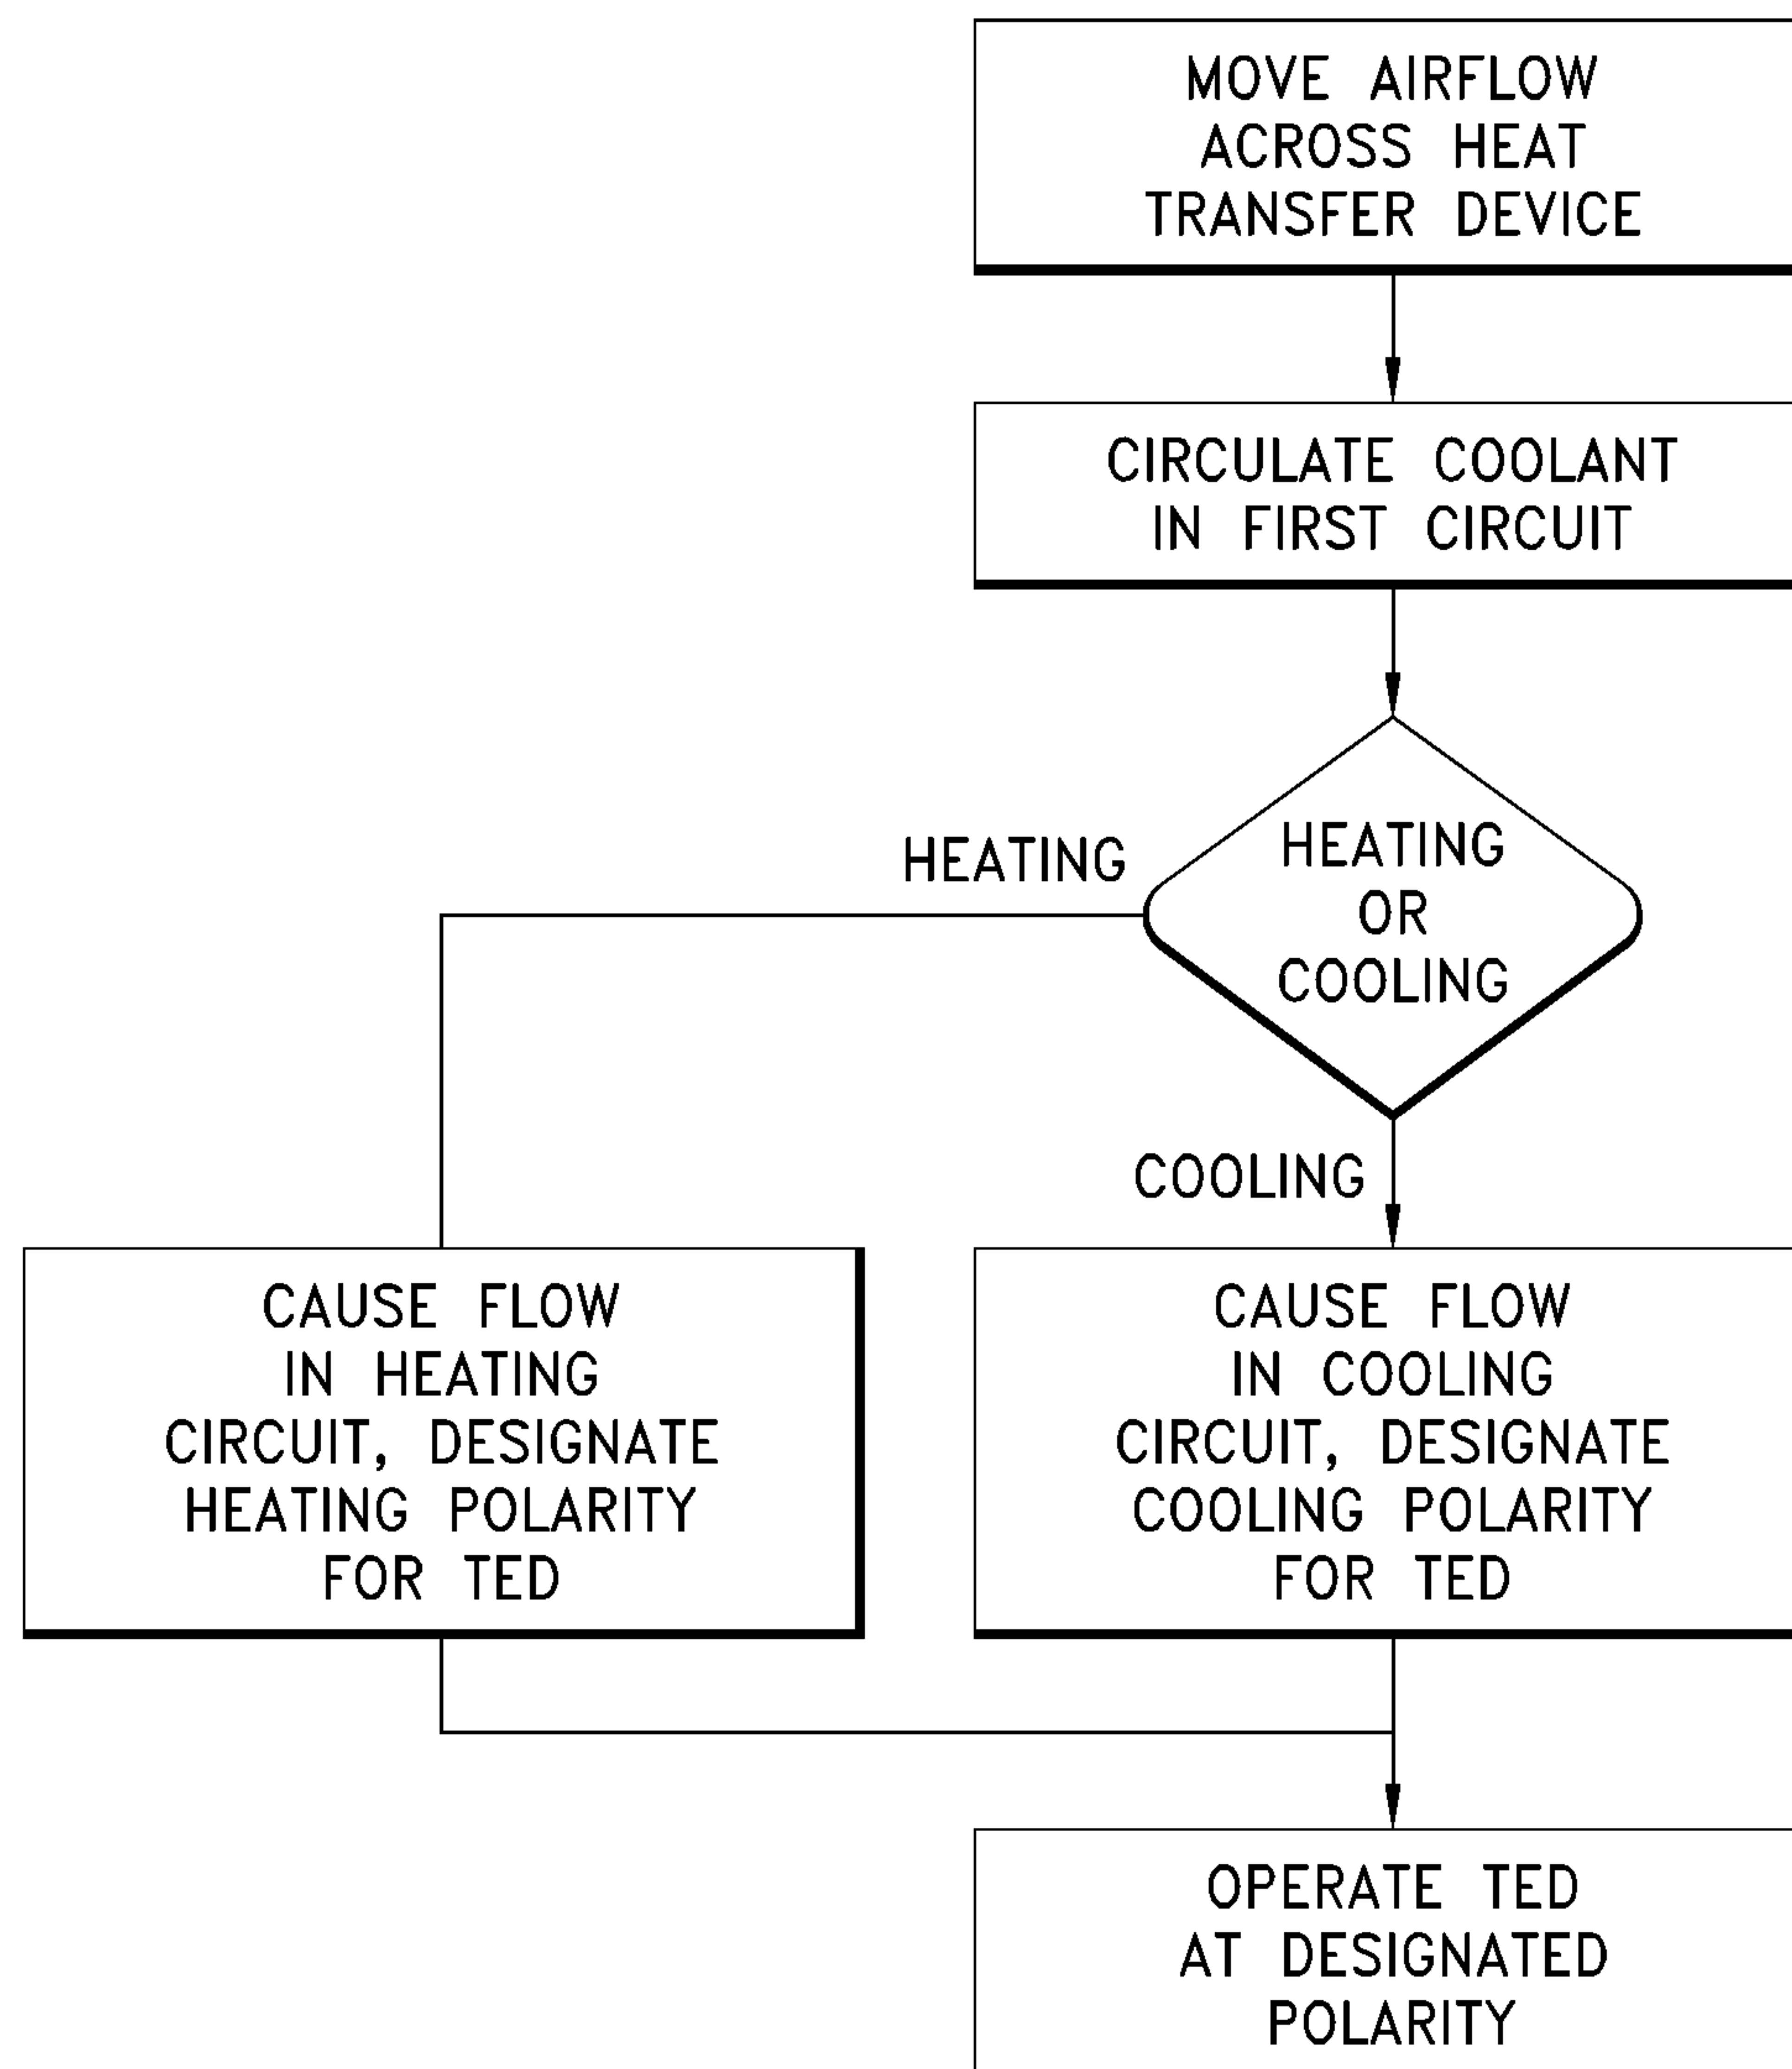 MOVE AIRFLOW
ACROSS HEAT
TRANSFER DEVICE
CIRCULATE COOLANT
IN FIRST CIRCUIT
HEATING
OR
COOLING
HEATING
COOLING
CAUSE FLOW
IN HEATING
CIRCUIT, DESIGNATE
HEATING POLARITY
FOR TED
CAUSE FLOW
IN COOLING
CIRCUIT, DESIGNATE
COOLING POLARITY
FOR TED
OPERATE TED
AT DESIGNATED
POLARITY